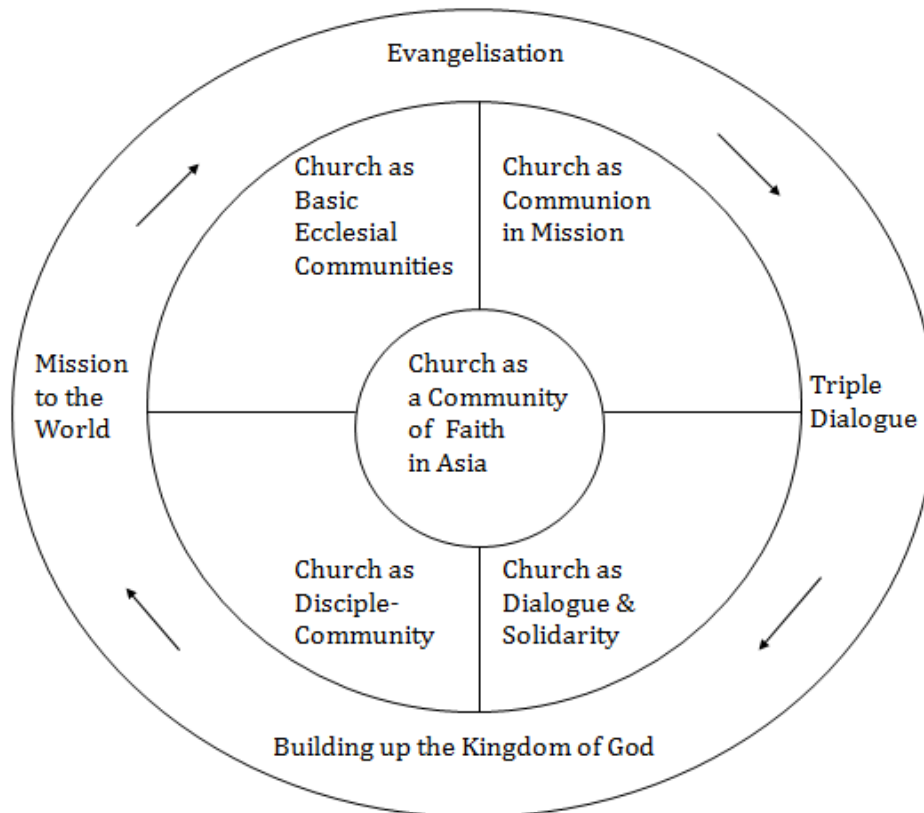 Evangelisation
Church as
Basic
Ecclesial
Communities
Church as
Communion
in Mission
Mission
to the
World
Church as
a Community
of Faith
in Asia
Triple
Dialogue
Church as
Disciple-
Community
Church as
Dialogue &
Solidarity
Building up the Kingdom of God